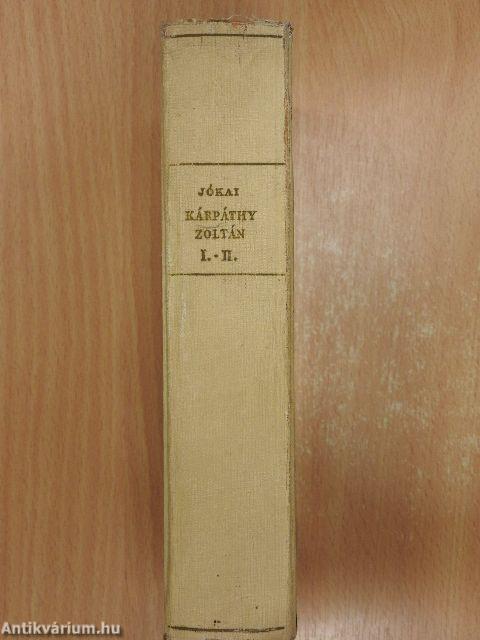 JÓKAI
KÁRPÁTHY
ZOLTÁN
I.-II.
Antikvárium.hu